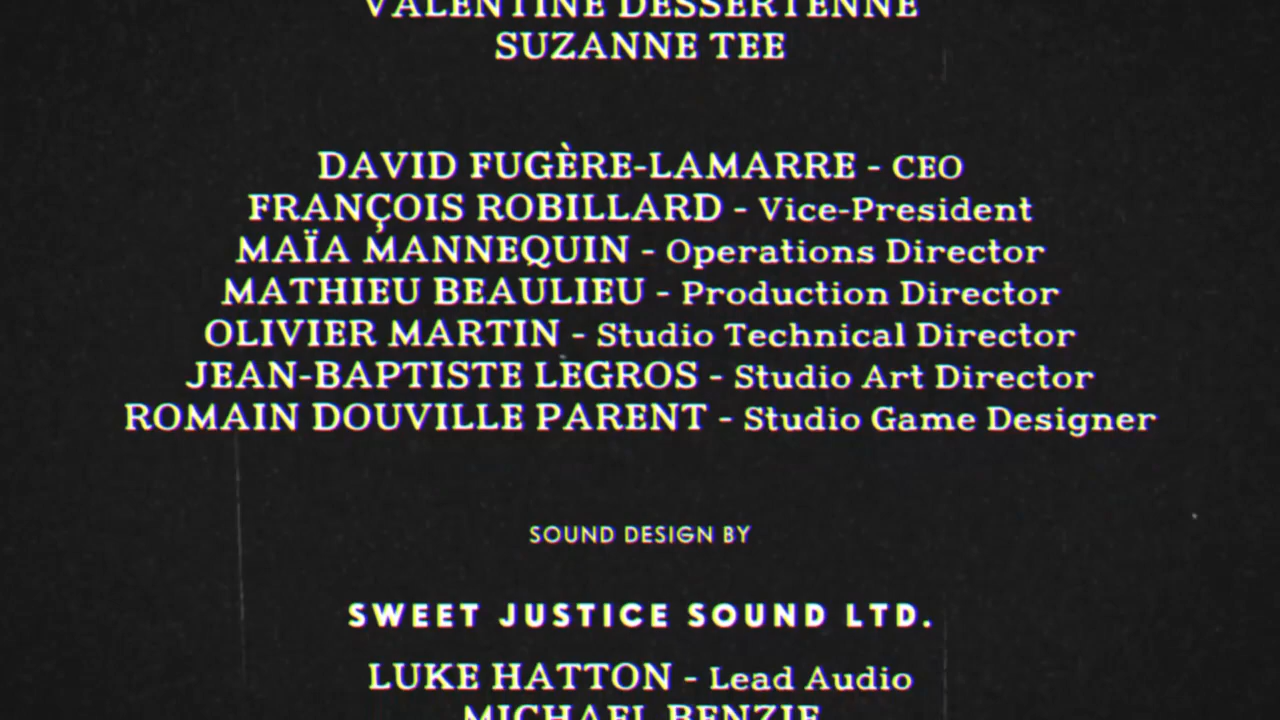 VALENTINE DESSERTENNE
SUZANNE TEE
DAVID FUGÈRE-LAMARRE - CEO
FRANÇOIS ROBILLARD - Vice-President
MAÏA MANNEQUIN - Operations Director
MATHIEU BEAULIEU - Production Director
OLIVIER MARTIN - Studio Technical Director
JEAN-BAPTISTE LEGROS - Studio Art Director
ROMAIN DOUVILLE PARENT - Studio Game Designer
SOUND DESIGN BY
SWEET JUSTICE SOUND LTD.
LUKE HATTON - Lead Audio
MICHAEL BENZIE